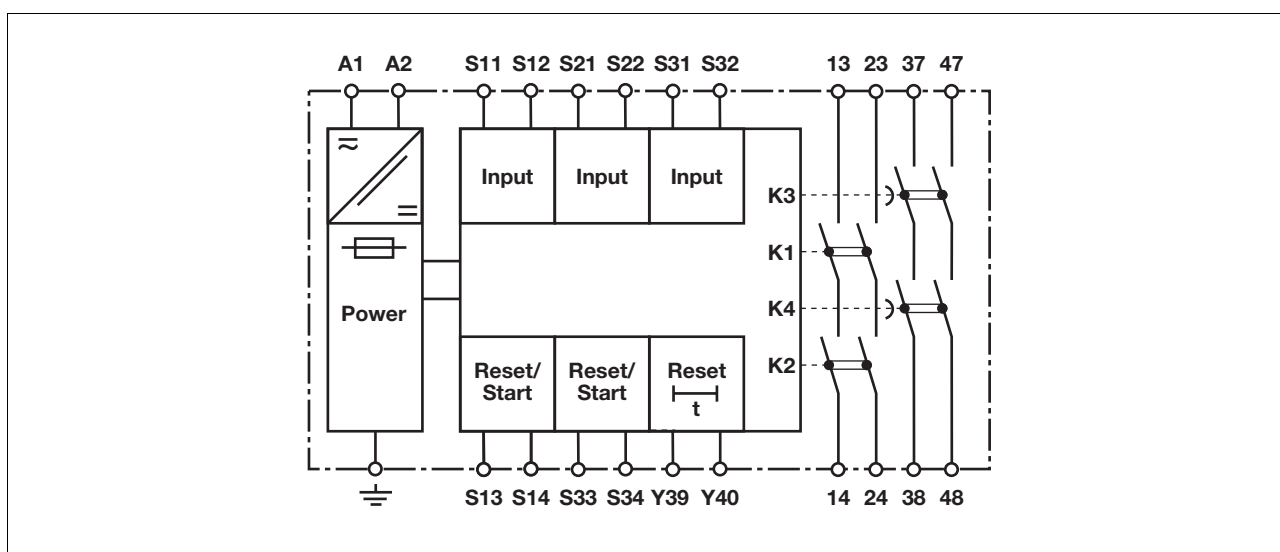 A1 A2 S11 S12 S21 S22 S31 S32 13 23 37 47
Input Input Input
K3
K1
K4
K2
Power
Reset/ Reset/ Reset
Start Start t
S13 S14 S33 S34 Y39 Y40 14 24 38 48